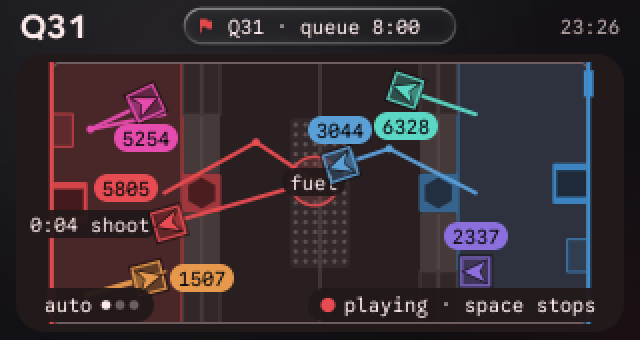 Q31
Q31 · queue 8:00
23:26
5254
3044
6328
5805
fuel
0:04 shoot
2337
1507
auto
playing · space stops